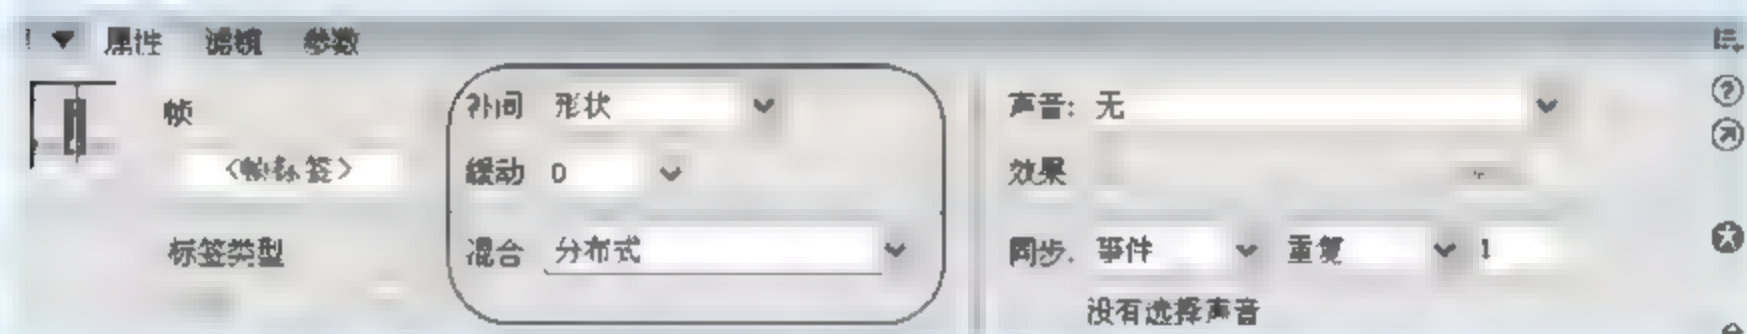 属性 滤镜 参数
帧 补间 形状 声音: 无
<帧标签> 缓动 0 效果
标签类型 混合 分布式 同步: 事件 重复 1
没有选择声音